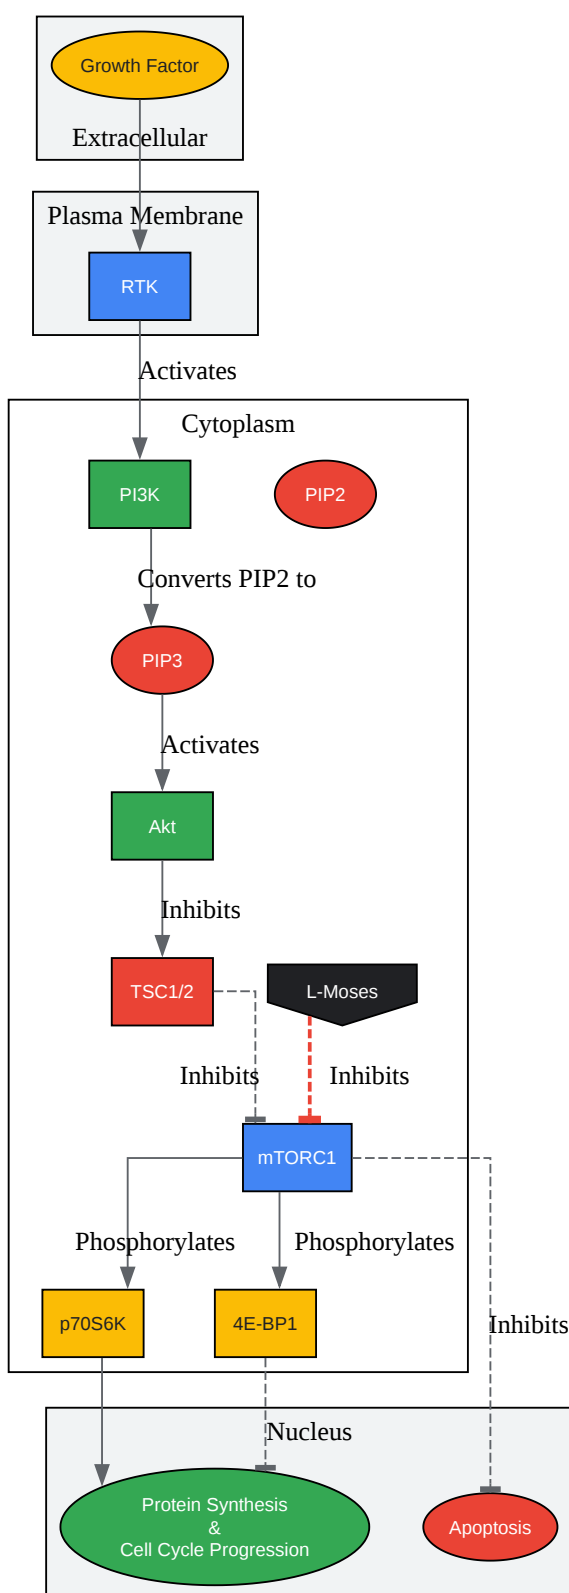 Growth Factor
Extracellular
Plasma Membrane
RTK
Activates
Cytoplasm
PI3K
PIP2
Converts PIP2 to
PIP3
Activates
Akt
Inhibits
TSC1/2
L-Moses
Inhibits
Inhibits
mTORC1
Phosphorylates
Phosphorylates
p70S6K
4E-BP1
Inhibits
Nucleus
Protein Synthesis
&
Cell Cycle Progression
Apoptosis